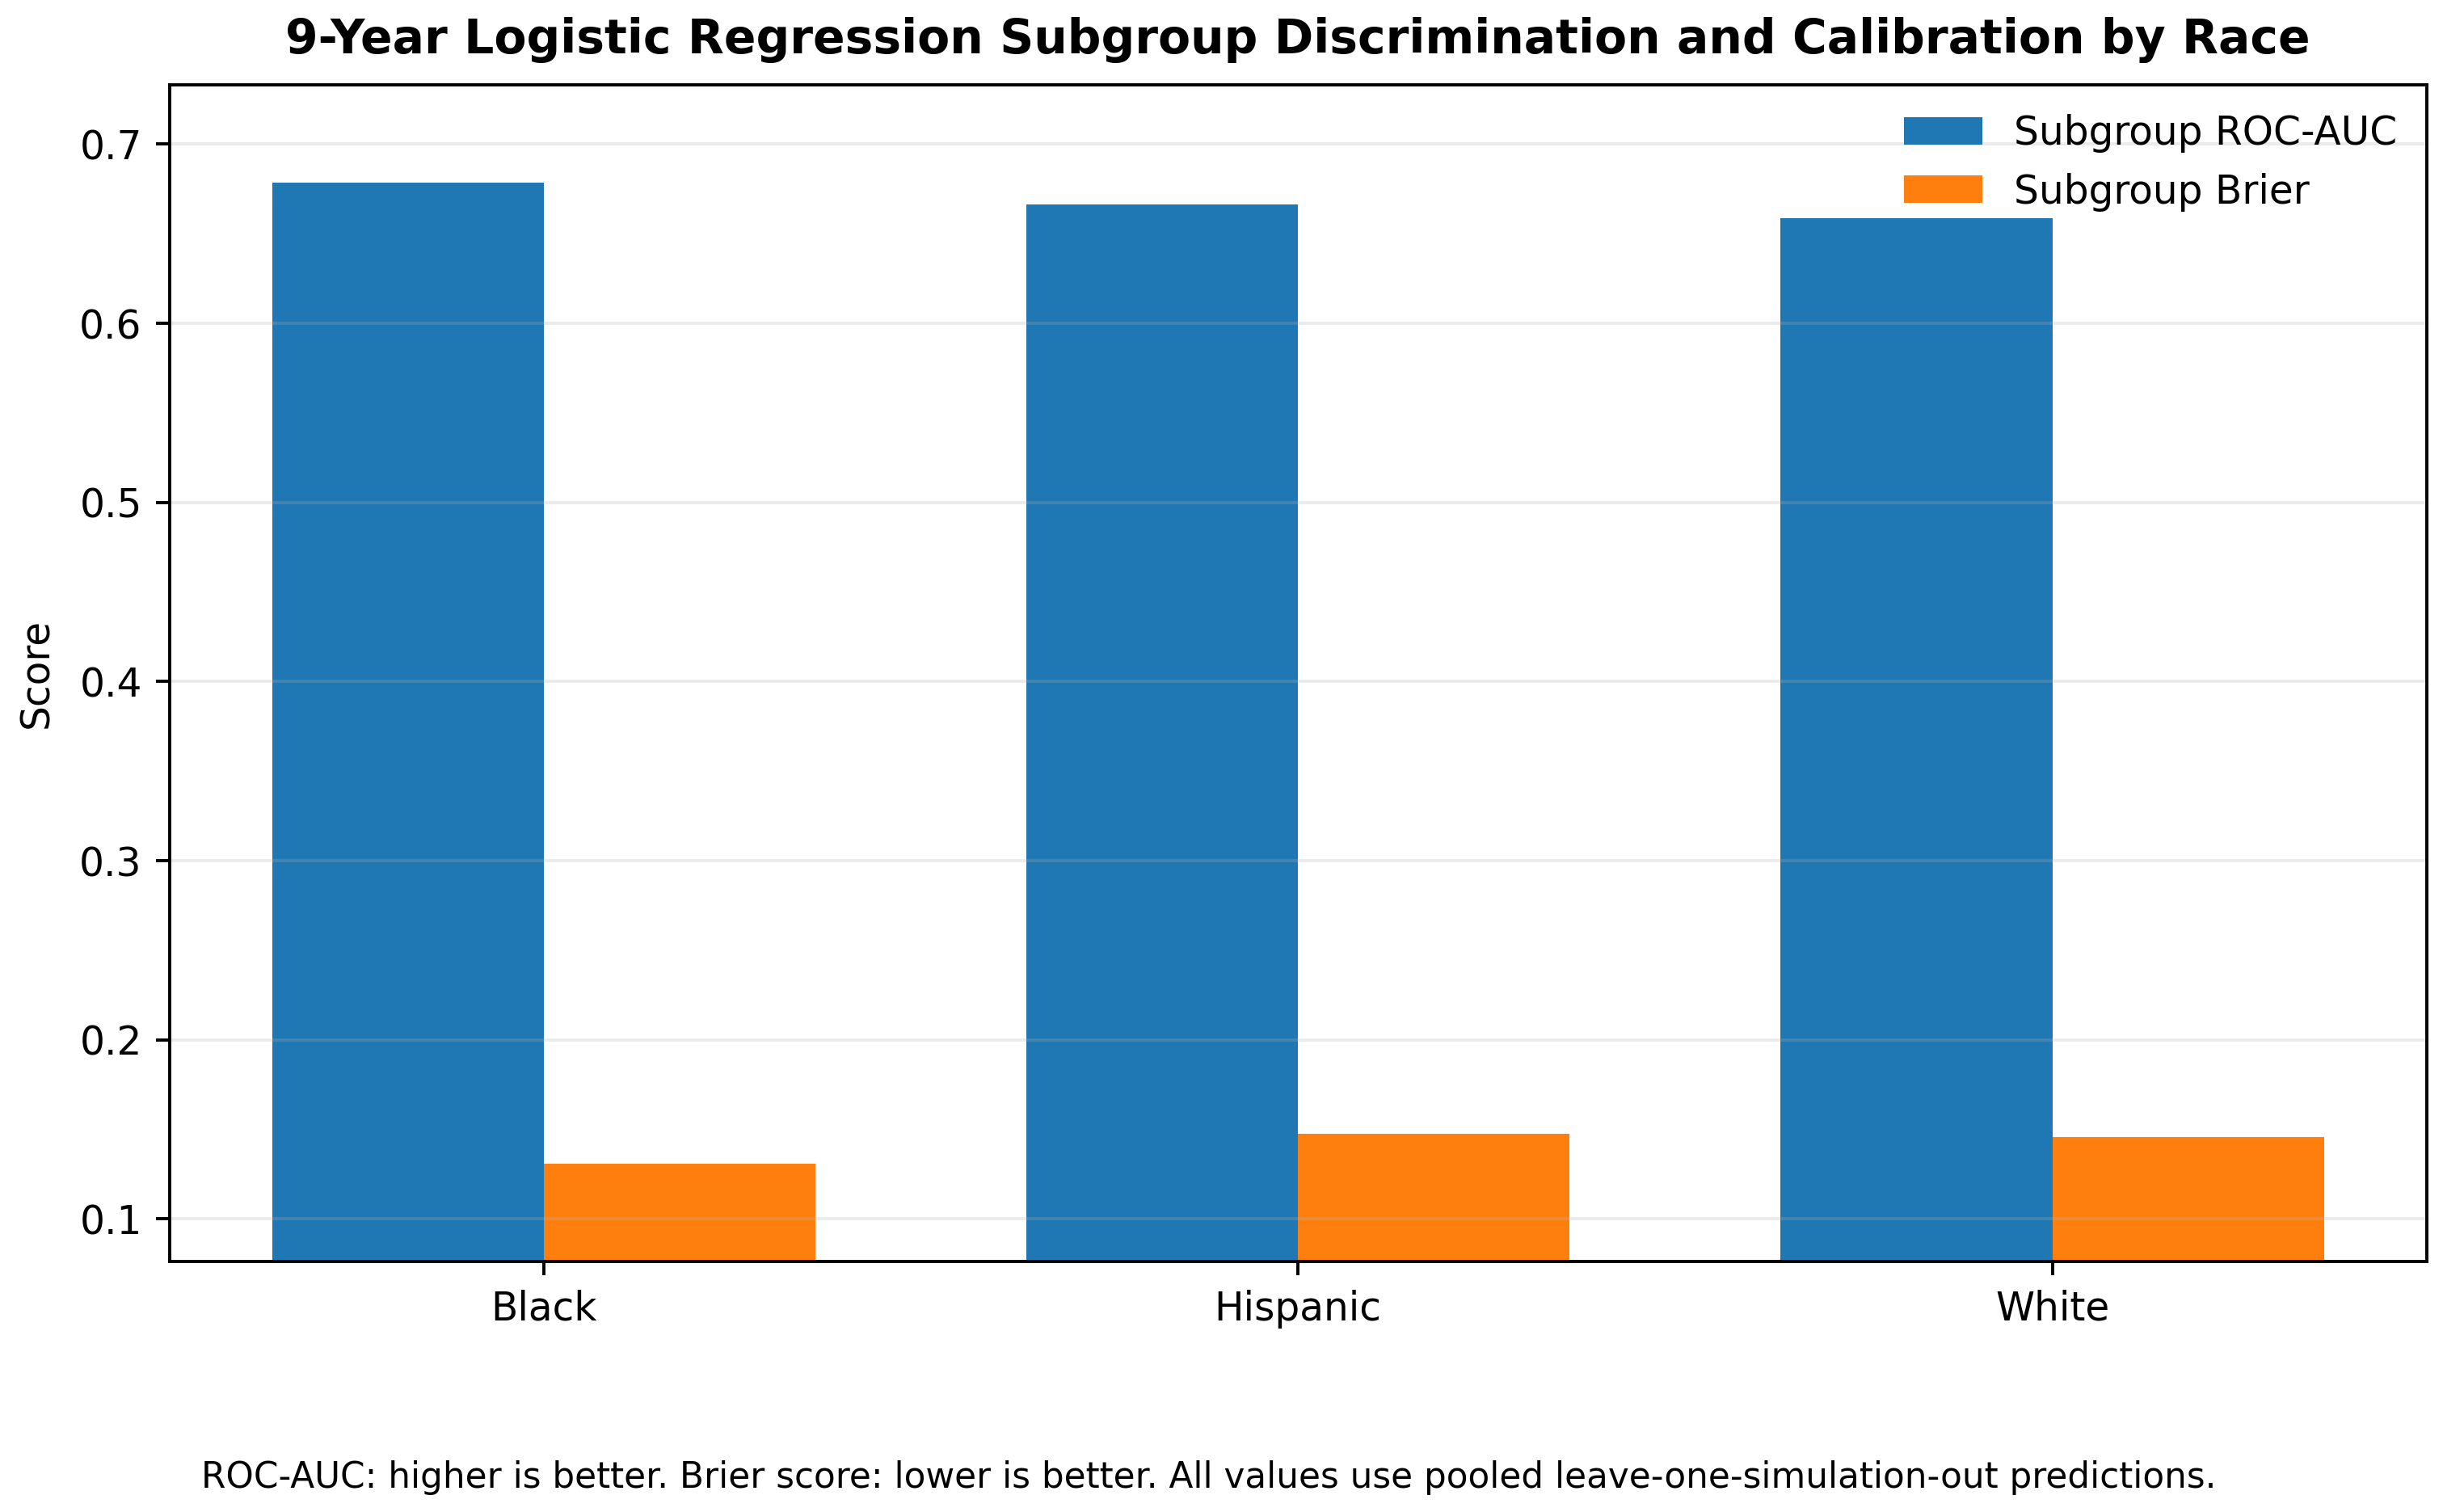 9-Year Logistic Regression Subgroup Discrimination and Calibration by Race
Subgroup ROC-AUC
Subgroup Brier
Score
0.7
0.6
0.5
0.4
0.3
0.2
0.1
Black
Hispanic
White
ROC-AUC: higher is better. Brier score: lower is better. All values use pooled leave-one-simulation-out predictions.